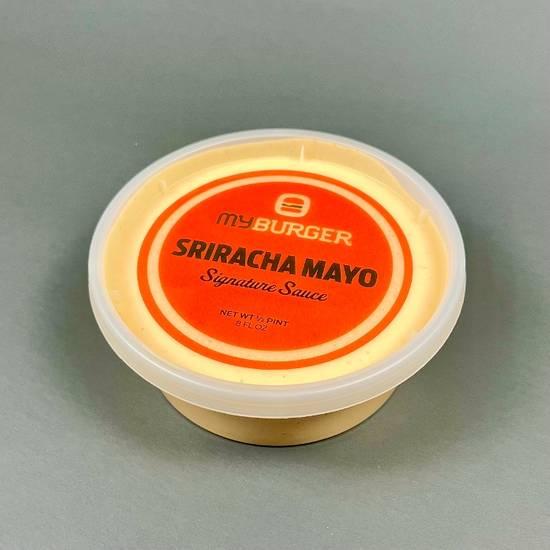 MYBURGER
SRIRACHA MAYO
Signature Sauce
NET WT ½ PINT
8 FL OZ